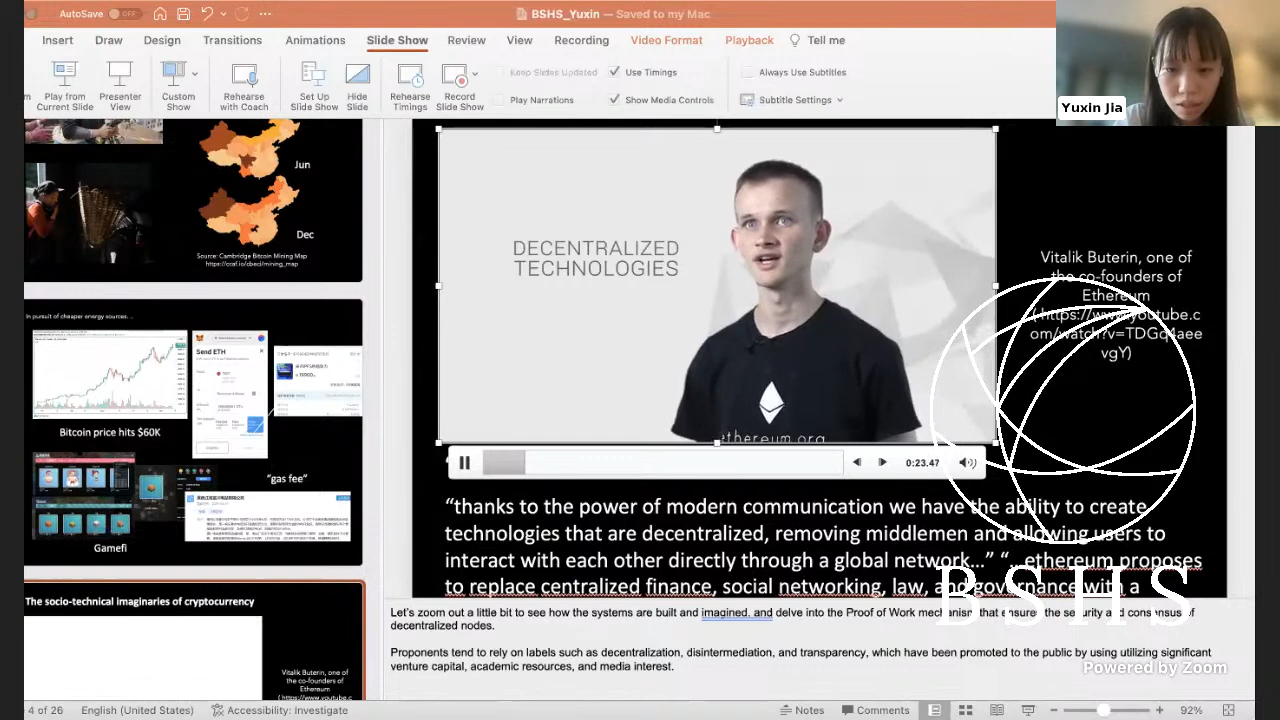 AutoSave
OFF
BSHS_Yuxin — Saved to my Mac
Insert
Draw
Design
Transitions
Animations
Slide Show
Review
View
Recording
Video Format
Playback
Tell me
Play from
Current Slide
Presenter
View
Custom
Show
Rehearse
with Coach
Set Up
Slide Show
Hide
Slide
Rehearse
Timings
Record
Slide Show
Keep Slides Updated
Play Narrations
Use Timings
Show Media Controls
Always Use Subtitles
Subtitle Settings
Yuxin Jia
Jun
Dec
Source: Cambridge Bitcoin Mining Map
In pursuit of cheaper energy sources...
Send ETH
Bitcoin price hits $60K
"gas fee"
Gamefi
The socio-technical imaginaries of cryptocurrency
Vitalik Buterin, one of
the co-founders of
Ethereum
( https://www.youtube.c
DECENTRALIZED
TECHNOLOGIES
ethereum.org
0:23.47
Vitalik Buterin, one of
the co-founders of
Ethereum
“thanks to the power of modern communication
technologies that are decentralized, removing middlemen and allowing users to
interact with each other directly through a global network…” “…ethereum proposes
to replace centralized finance, social networking, law, and governance with a
Let’s zoom out a little bit to see how the systems are built and imagined. and delve into the Proof of Work mechanism that ensures the security and consensus of
decentralized nodes.
Proponents tend to rely on labels such as decentralization, disintermediation, and transparency, which have been promoted to the public by using utilizing significant
venture capital, academic resources, and media interest.
BSHS
Powered by Zoom
4 of 26
English (United States)
Accessibility: Investigate
Notes
Comments
92%